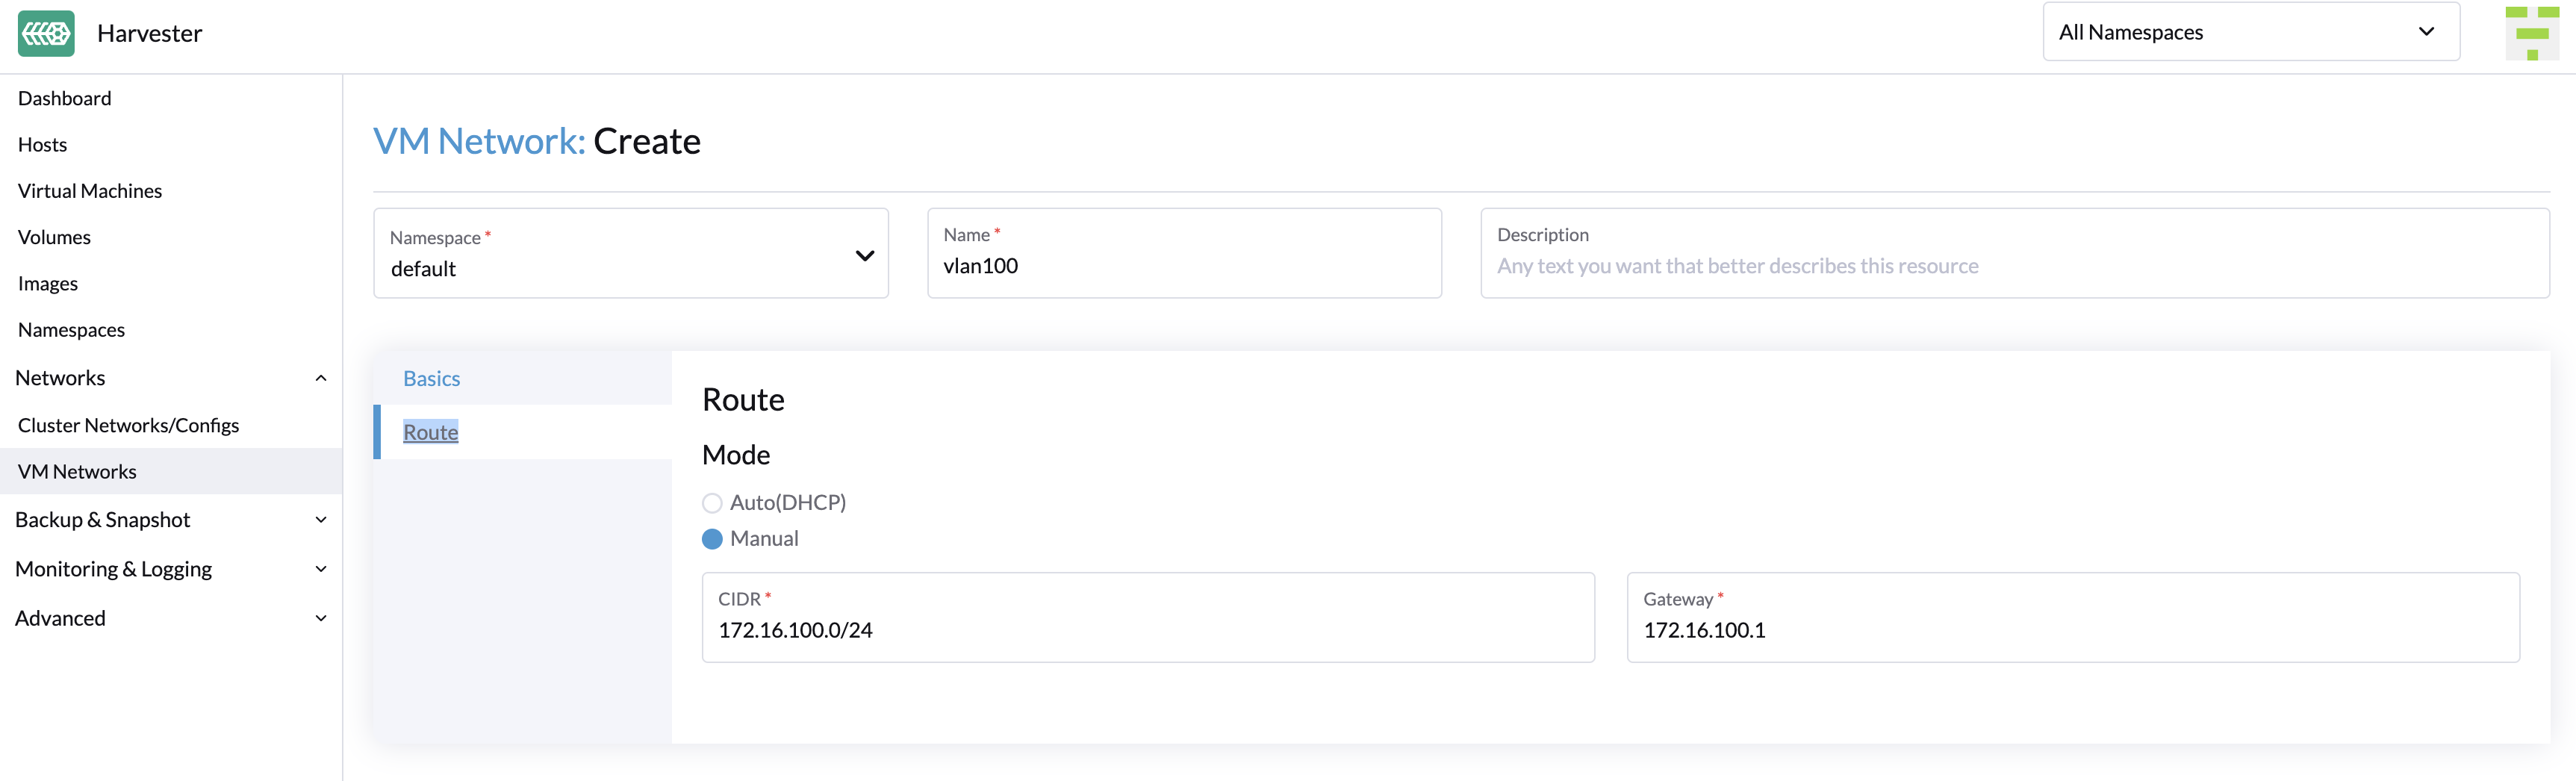 Harvester
All Namespaces
Dashboard
Hosts
Virtual Machines
Volumes
Images
Namespaces
Networks
Cluster Networks/Configs
VM Networks
Backup & Snapshot
Monitoring & Logging
Advanced
VM Network: Create
Namespace *
default
Name *
vlan100
Description
Any text you want that better describes this resource
Basics
Route
Route
Mode
Auto(DHCP)
Manual
CIDR *
172.16.100.0/24
Gateway *
172.16.100.1